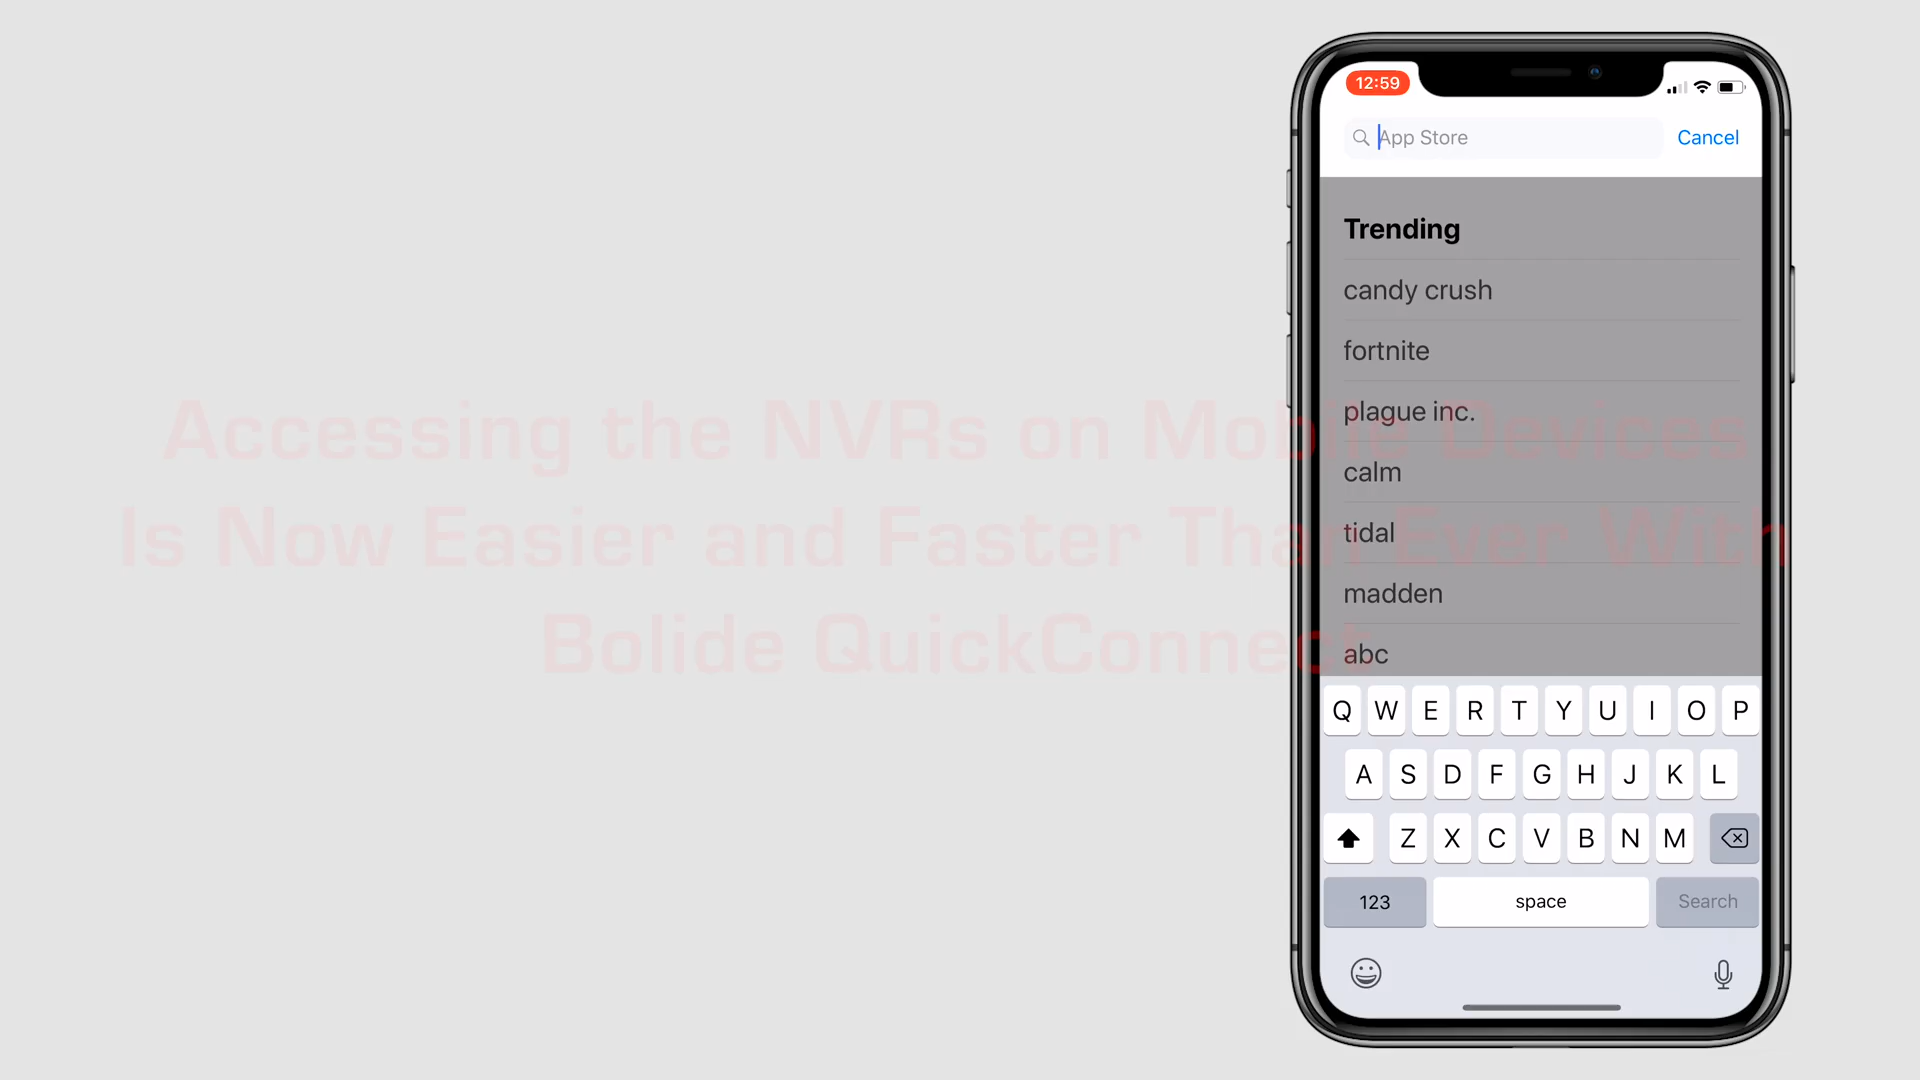 12:59
App Store
Cancel
Trending
candy crush
fortnite
plague inc.
calm
tidal
madden
abc
Accessing the NVRs on Mobile Devices
Is Now Easier and Faster Than Ever With
Bolide QuickConnect
Q W E R T Y U I O P
A S D F G H J K L
Z X C V B N M
123 space Search